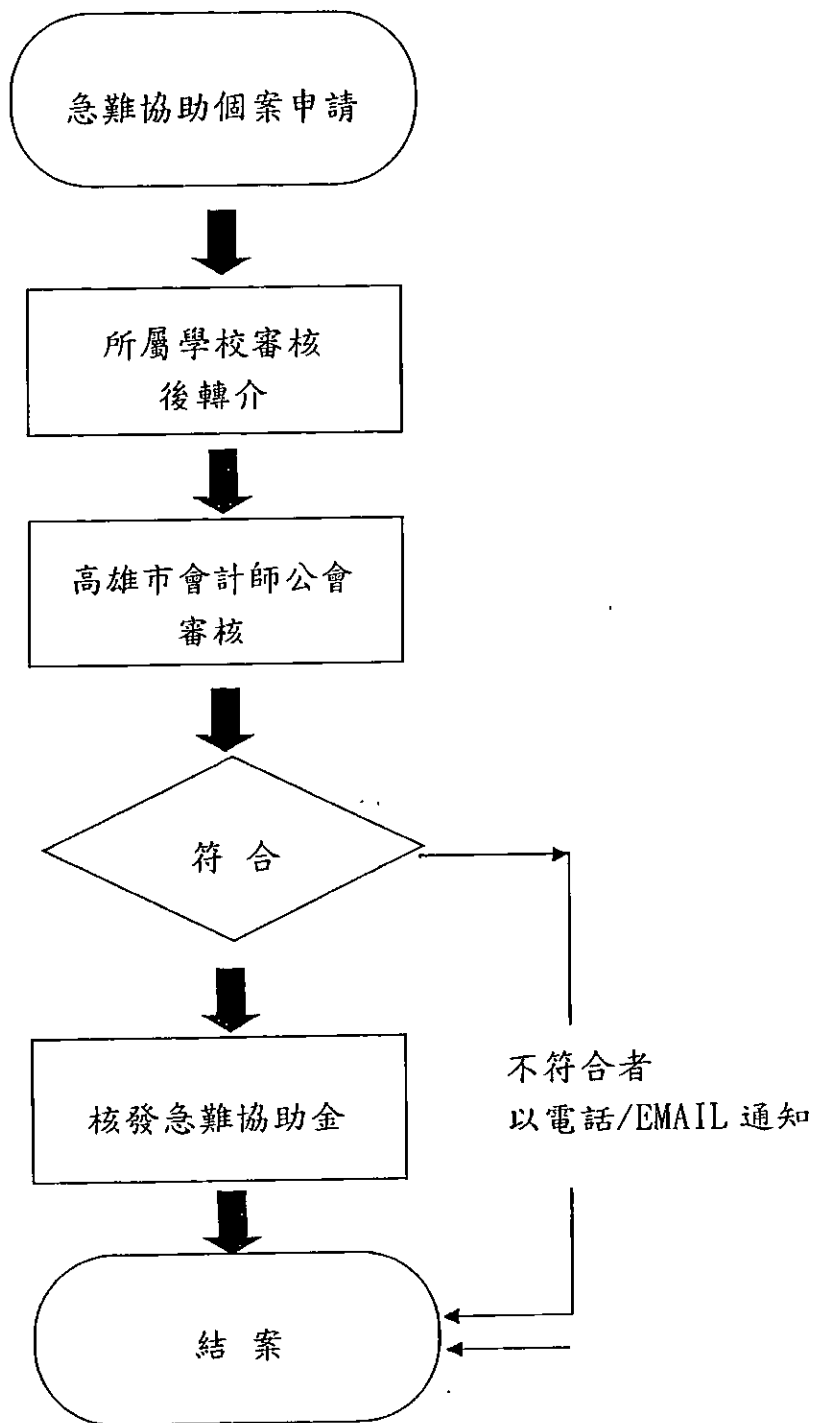 急難協助個案申請
所屬學校審核
後轉介
高雄市會計師公會
審核
符 合
核發急難協助金
不符合者
以電話/EMAIL 通知
結 案